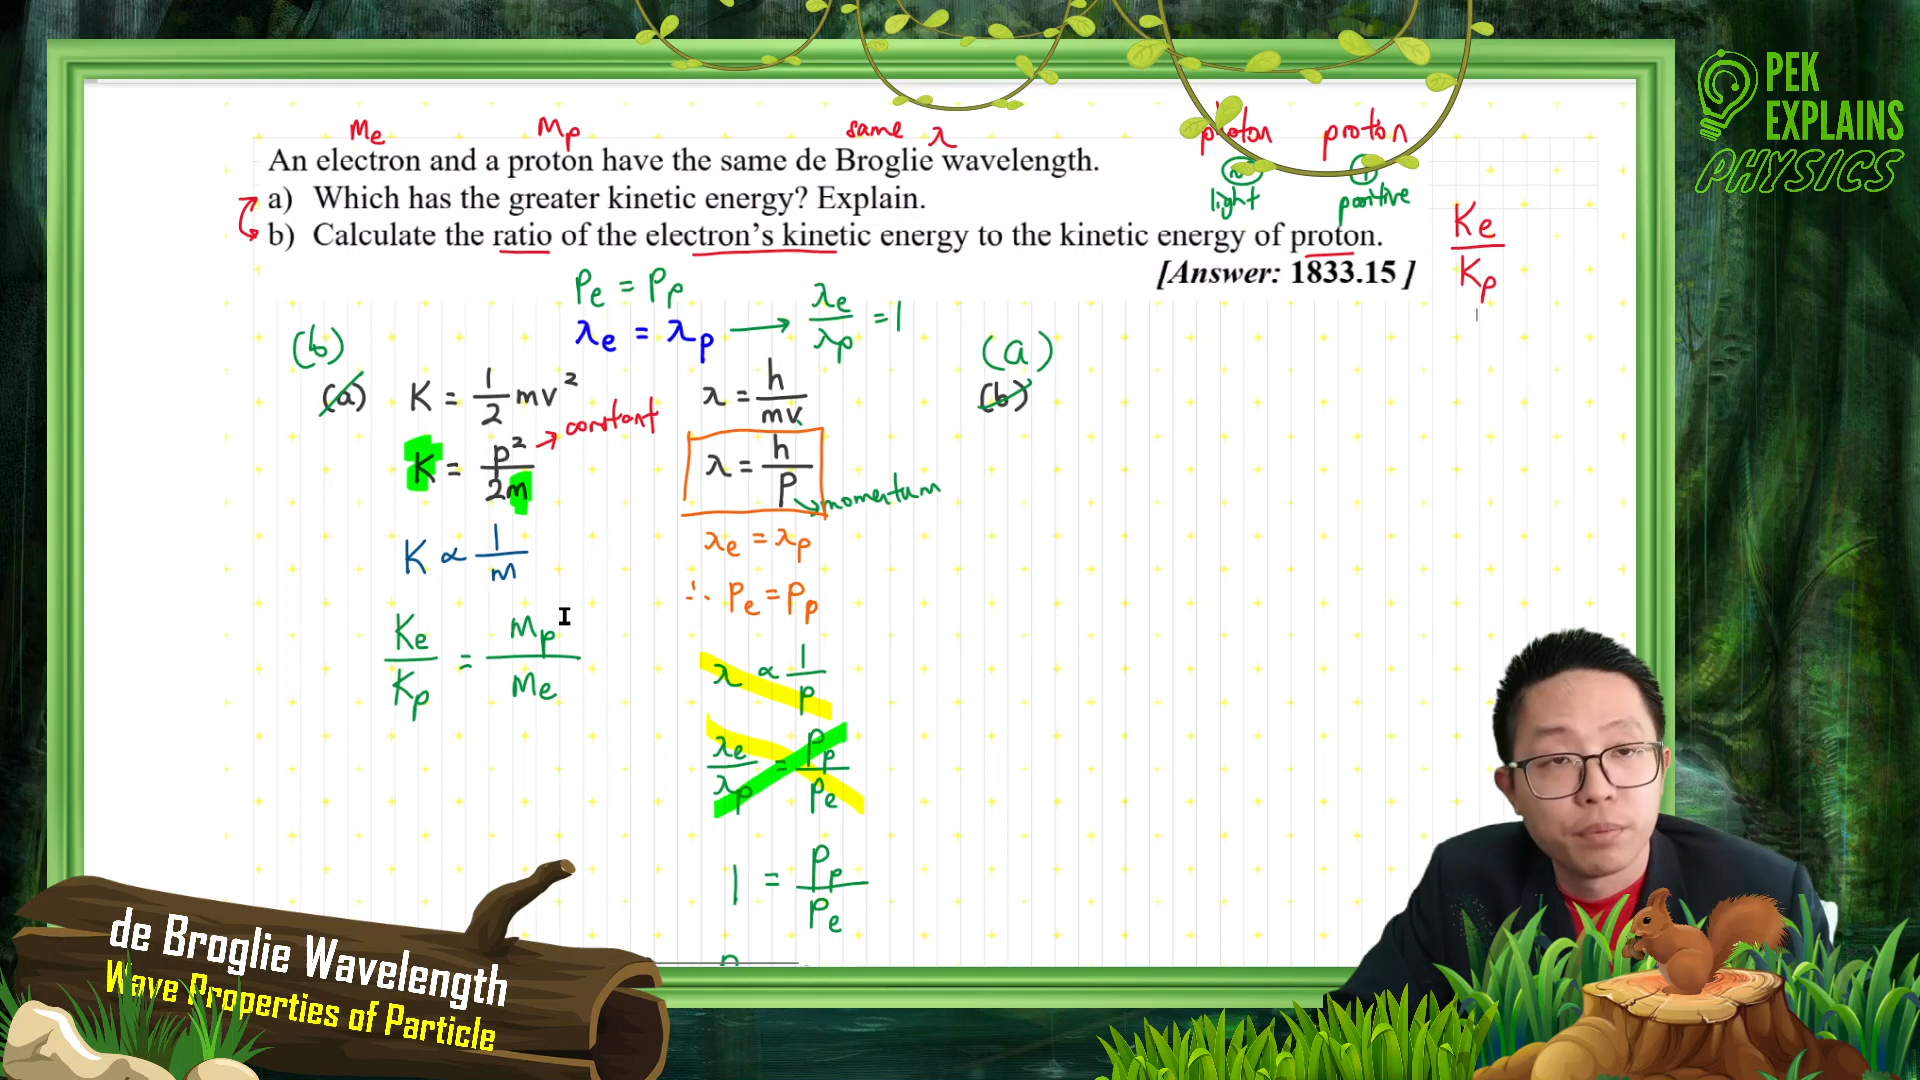 PEK
EXPLAINS
PHYSICS
Me Mp same λ
proton proton
An electron and a proton have the same de Broglie wavelength.
light positive
a) Which has the greater kinetic energy? Explain.
b) Calculate the ratio of the electron's kinetic energy to the kinetic energy of proton.
Ke/Kp
[Answer: 1833.15 ]
Pe = Pp
λe = λp → λe/λp = 1
(b)
(a) K = 1/2 mv²
K = p²/2m → constant
K ∝ 1/m
Ke/Kp = Mp/Me
λ = h/mv
λ = h/p
momentum
λe = λp
∴ Pe = Pp
λ ∝ 1/p
λe/λp = Pp/Pe
1 = Pp/Pe
(a)
(b)
de Broglie Wavelength
Wave Properties of Particle